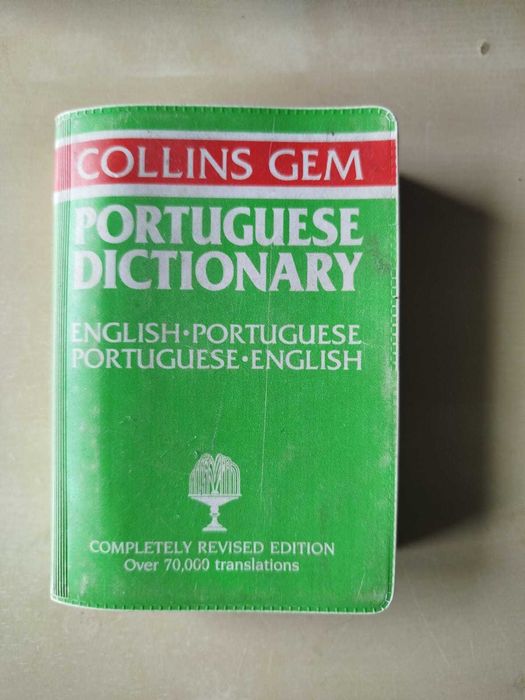 COLLINS GEM
PORTUGUESE
DICTIONARY
ENGLISH·PORTUGUESE
PORTUGUESE·ENGLISH
COMPLETELY REVISED EDITION
Over 70,000 translations